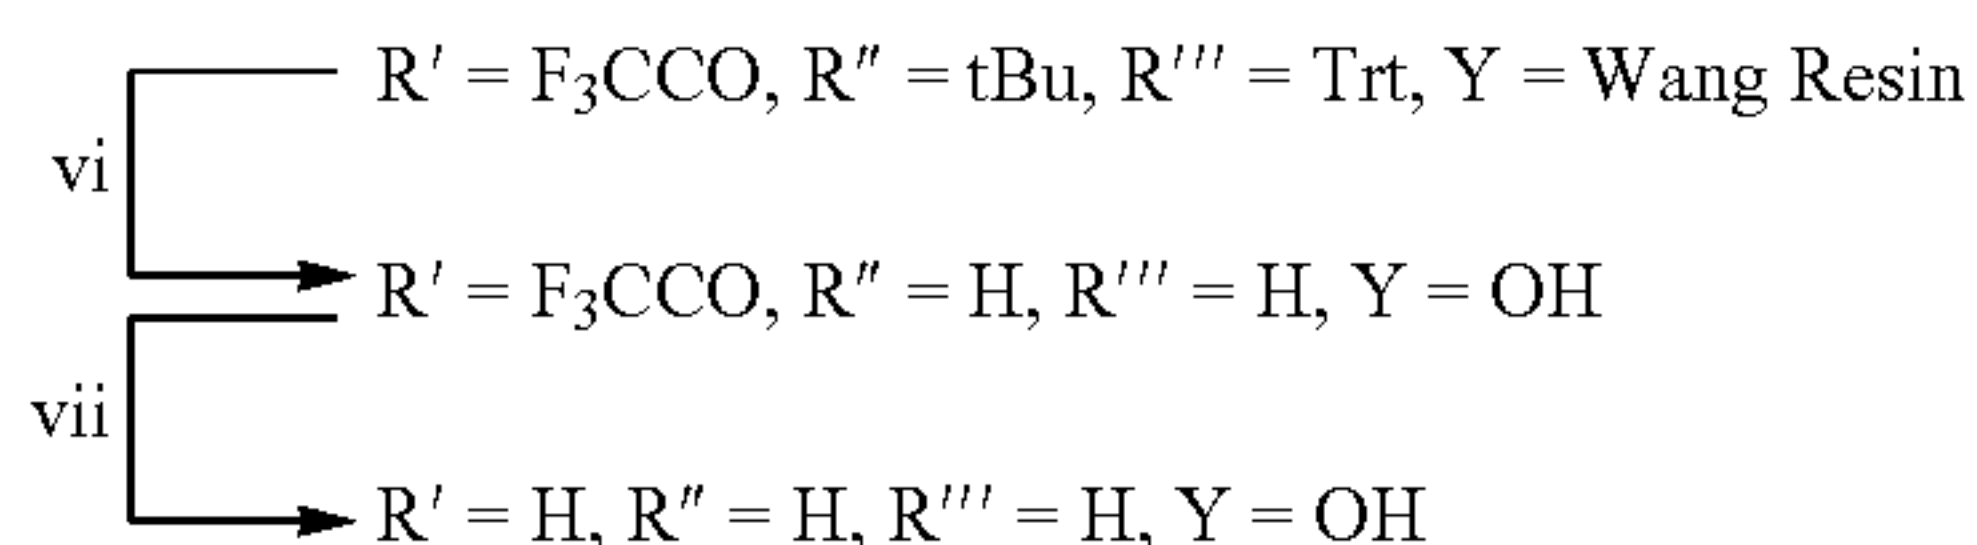 R′ = F₃CCO, R″ = tBu, R‴ = Trt, Y = Wang Resin
vi
R′ = F₃CCO, R″ = H, R‴ = H, Y = OH
vii
R′ = H, R″ = H, R‴ = H, Y = OH